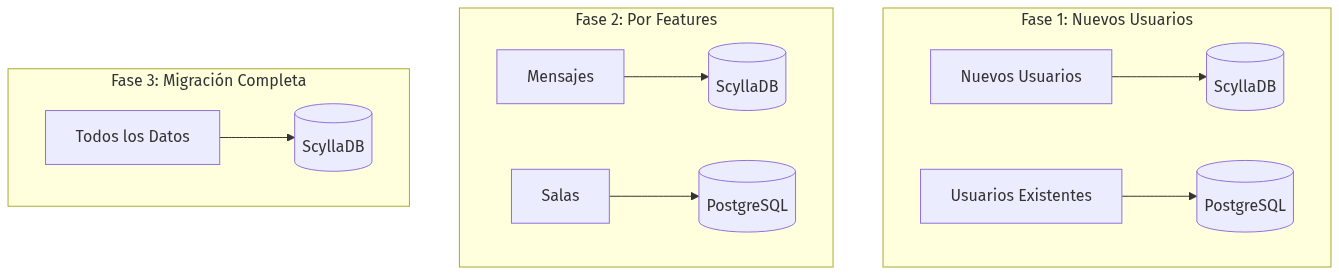 Fase 3: Migración Completa
Todos los Datos
ScyllaDB
Fase 2: Por Features
Mensajes
ScyllaDB
Salas
PostgreSQL
Fase 1: Nuevos Usuarios
Nuevos Usuarios
ScyllaDB
Usuarios Existentes
PostgreSQL